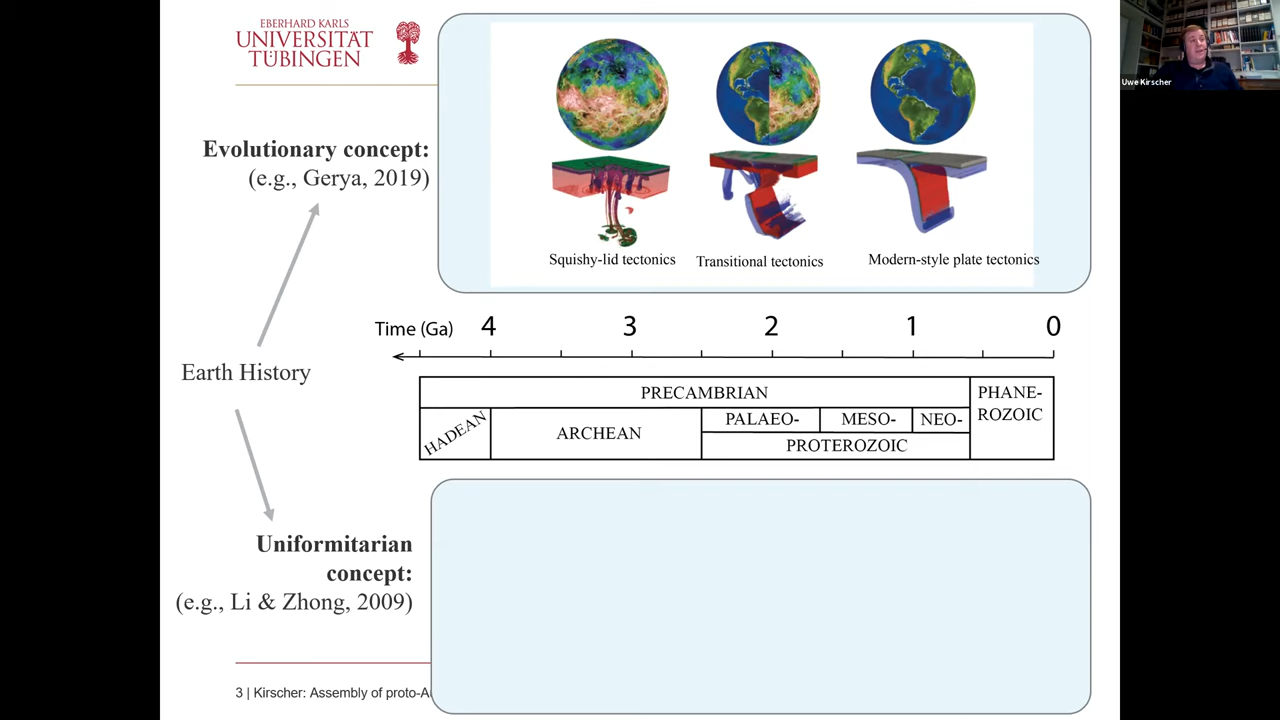 EBERHARD KARLS
UNIVERSITÄT
TÜBINGEN
Uwe Kirscher
Evolutionary concept:
(e.g., Gerya, 2019)
Squishy-lid tectonics
Transitional tectonics
Modern-style plate tectonics
Time (Ga) 4 3 2 1 0
Earth History
PRECAMBRIAN
PHANE-
ROZOIC
HADEAN
ARCHEAN
PALAEO-
MESO-
NEO-
PROTEROZOIC
Uniformitarian
concept:
(e.g., Li & Zhong, 2009)
3 | Kirscher: Assembly of proto-A